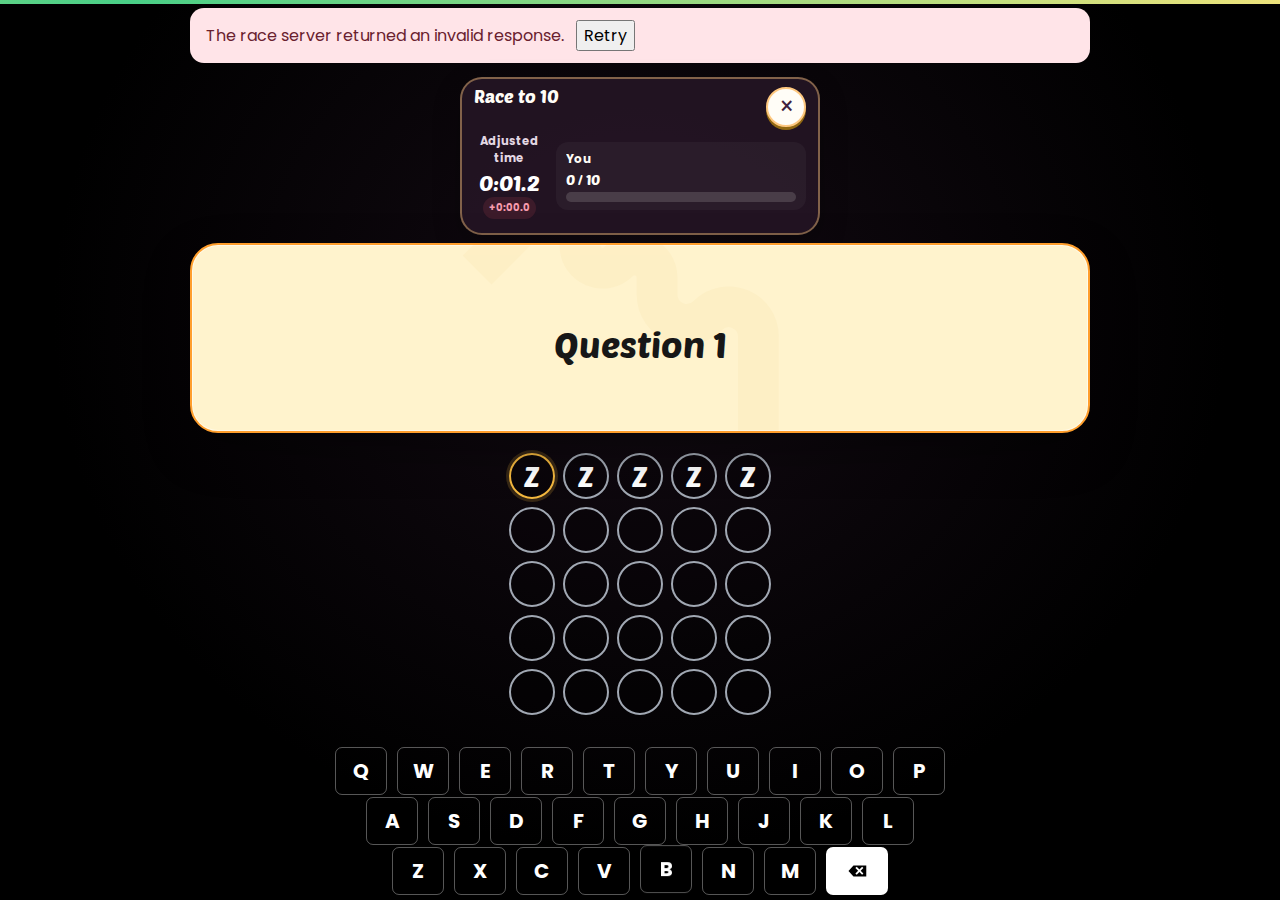 The race server returned an invalid response. Retry
Race to 10
×
Adjusted
time
0:01.2
+0:00.0
You
0 / 10
Question 1
Z Z Z Z Z
Q W E R T Y U I O P
A S D F G H J K L
Z X C V B N M